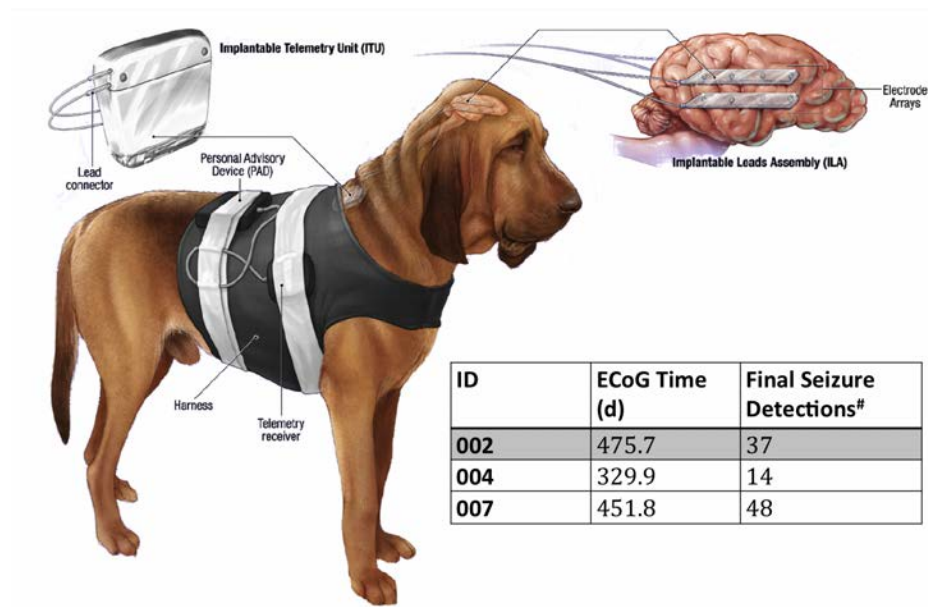 Implantable Telemetry Unit (ITU)
Lead
connector
Personal Advisory
Device (PAD)
Electrode
Arrays
Implantable Leads Assembly (ILA)
Harness
Telemetry
receiver
ID ECoG Time Final Seizure
(d) Detections#
002 475.7 37
004 329.9 14
007 451.8 48